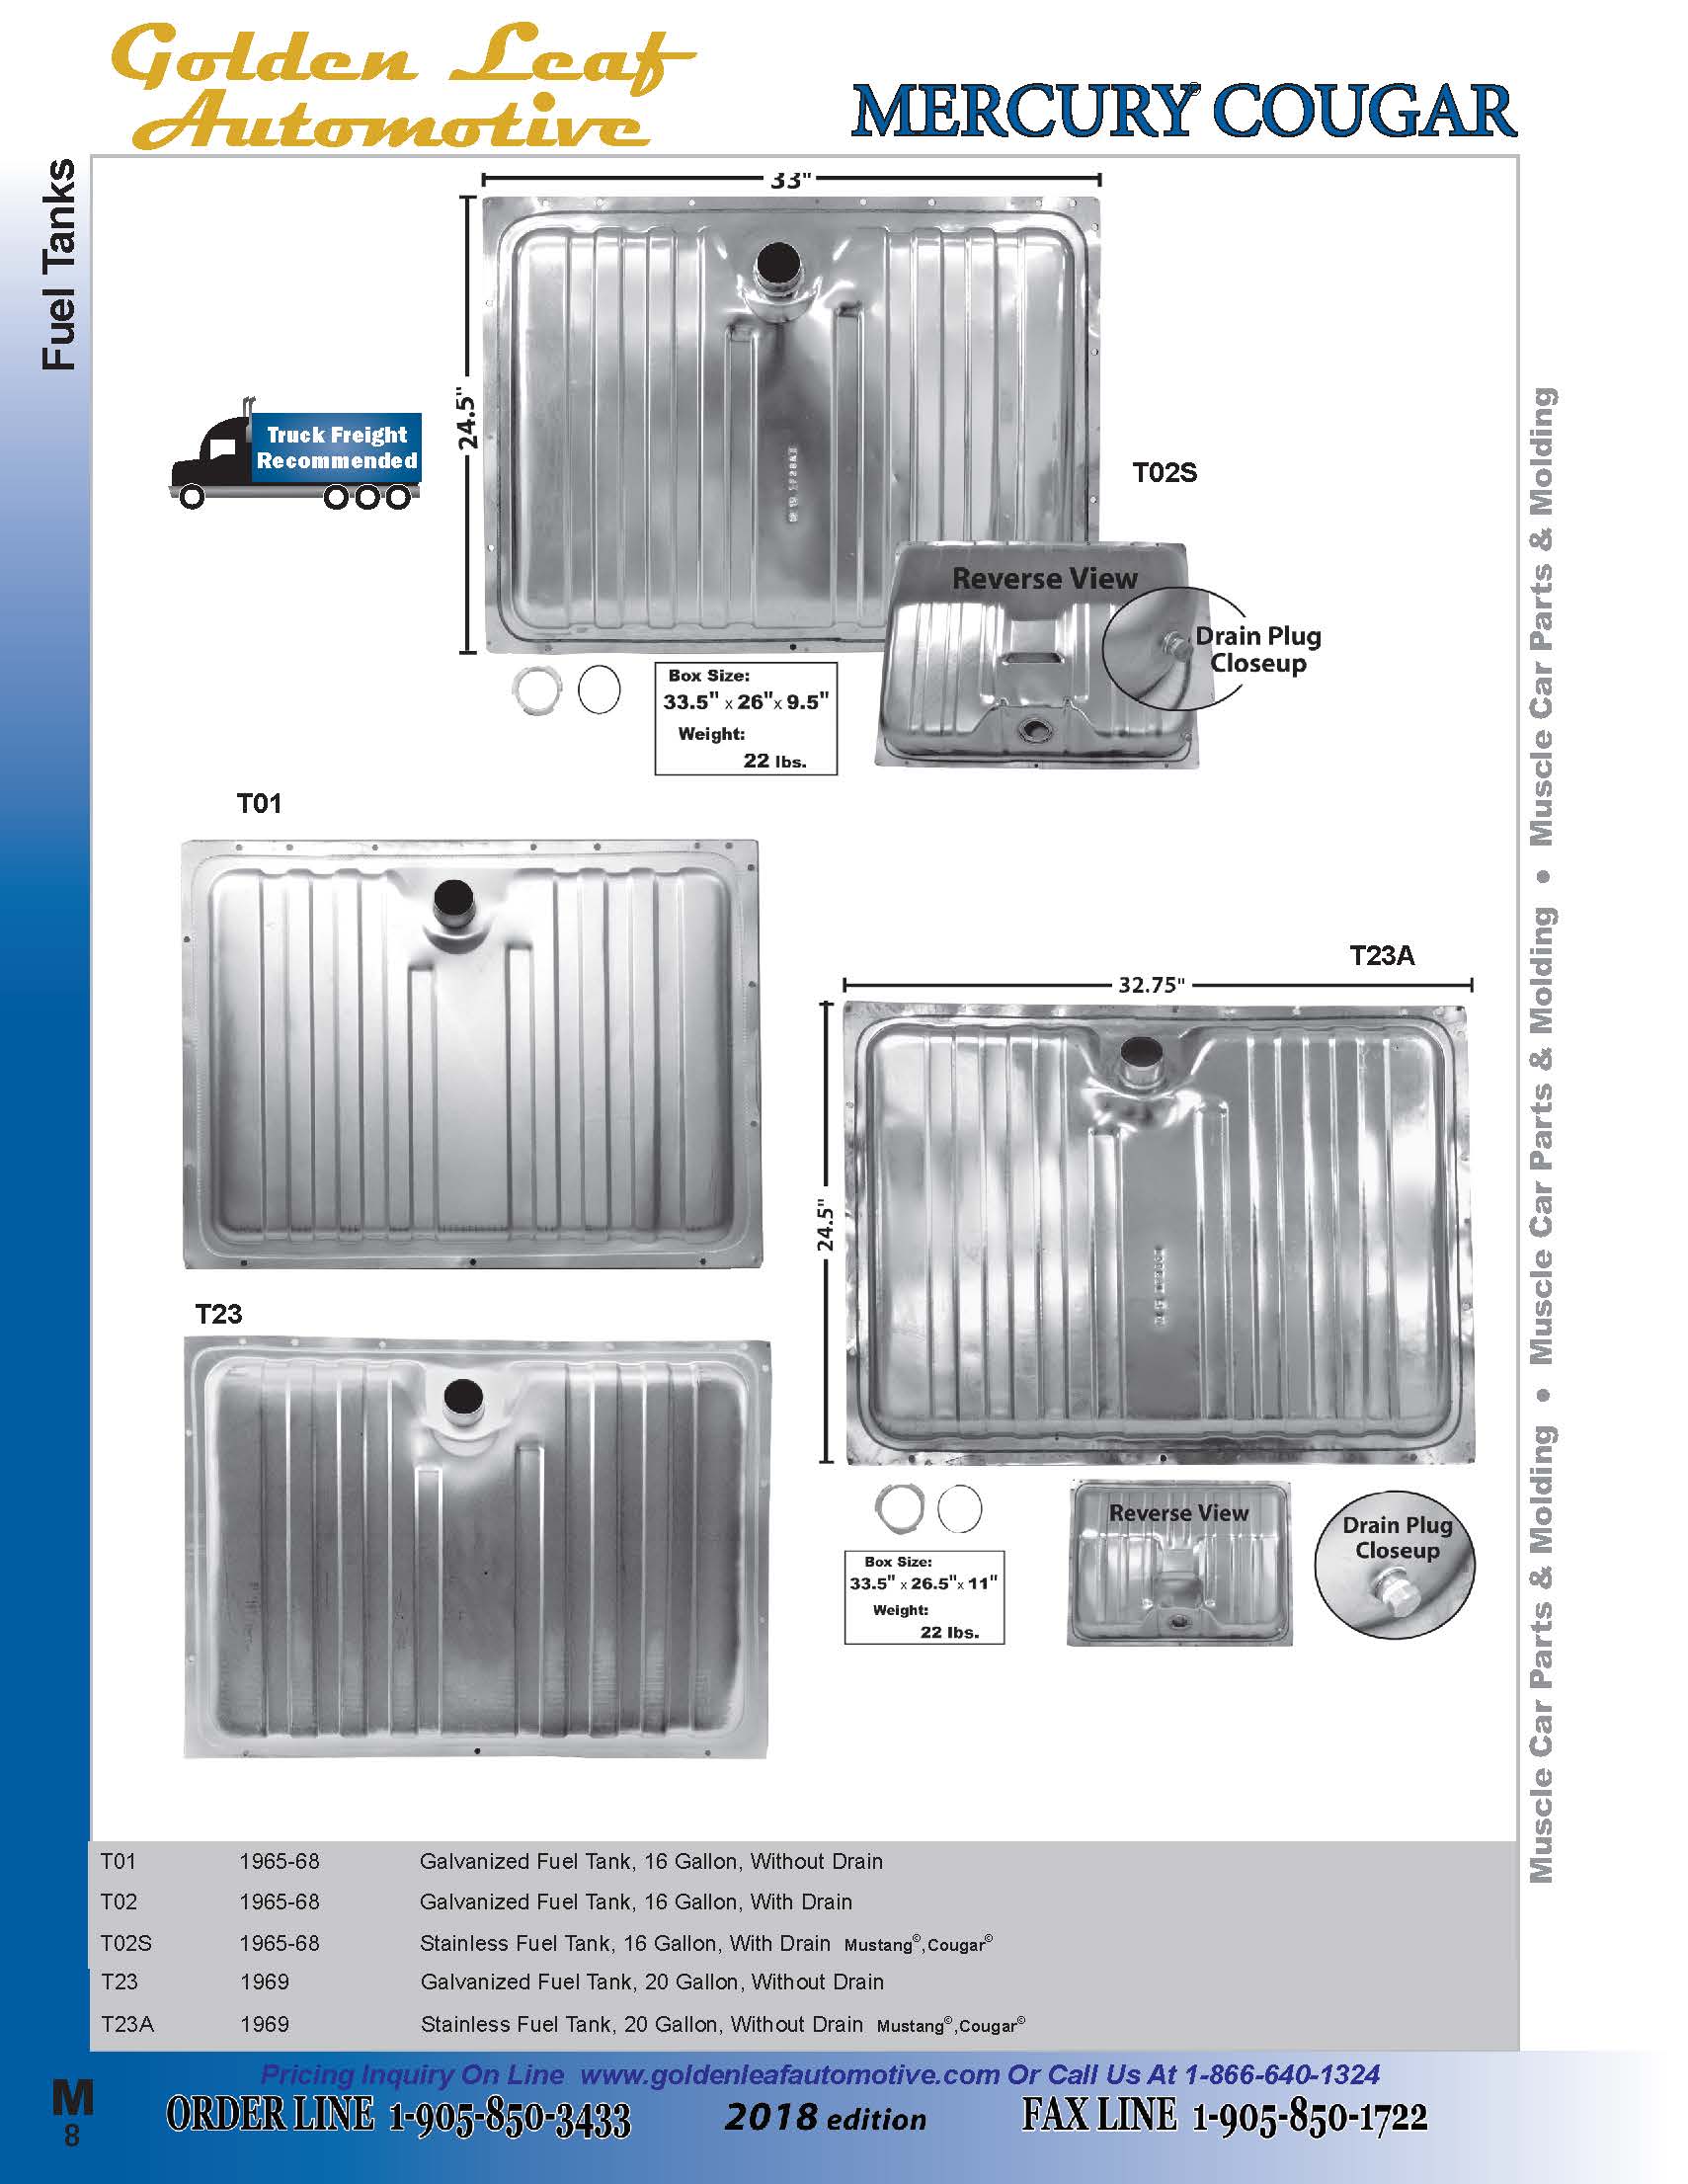 Golden Leaf
Automotive
MERCURY® COUGAR
Fuel Tanks
33"
24.5"
Truck Freight
Recommended
T02S
Reverse View
Drain Plug
Closeup
Box Size:
33.5" x 26" x 9.5"
Weight:
22 lbs.
T01
T23A
32.75"
24.5"
T23
Reverse View
Drain Plug
Closeup
Box Size:
33.5" x 26.5" x 11"
Weight:
22 lbs.
Muscle Car Parts & Molding • Muscle Car Parts & Molding • Muscle Car Parts & Molding
T01 1965-68 Galvanized Fuel Tank, 16 Gallon, Without Drain
T02 1965-68 Galvanized Fuel Tank, 16 Gallon, With Drain
T02S 1965-68 Stainless Fuel Tank, 16 Gallon, With Drain Mustang©,Cougar©
T23 1969 Galvanized Fuel Tank, 20 Gallon, Without Drain
T23A 1969 Stainless Fuel Tank, 20 Gallon, Without Drain Mustang©,Cougar©
Pricing Inquiry On Line www.goldenleafautomotive.com Or Call Us At 1-866-640-1324
M
8
ORDER LINE 1-905-850-3433
2018 edition
FAX LINE 1-905-850-1722